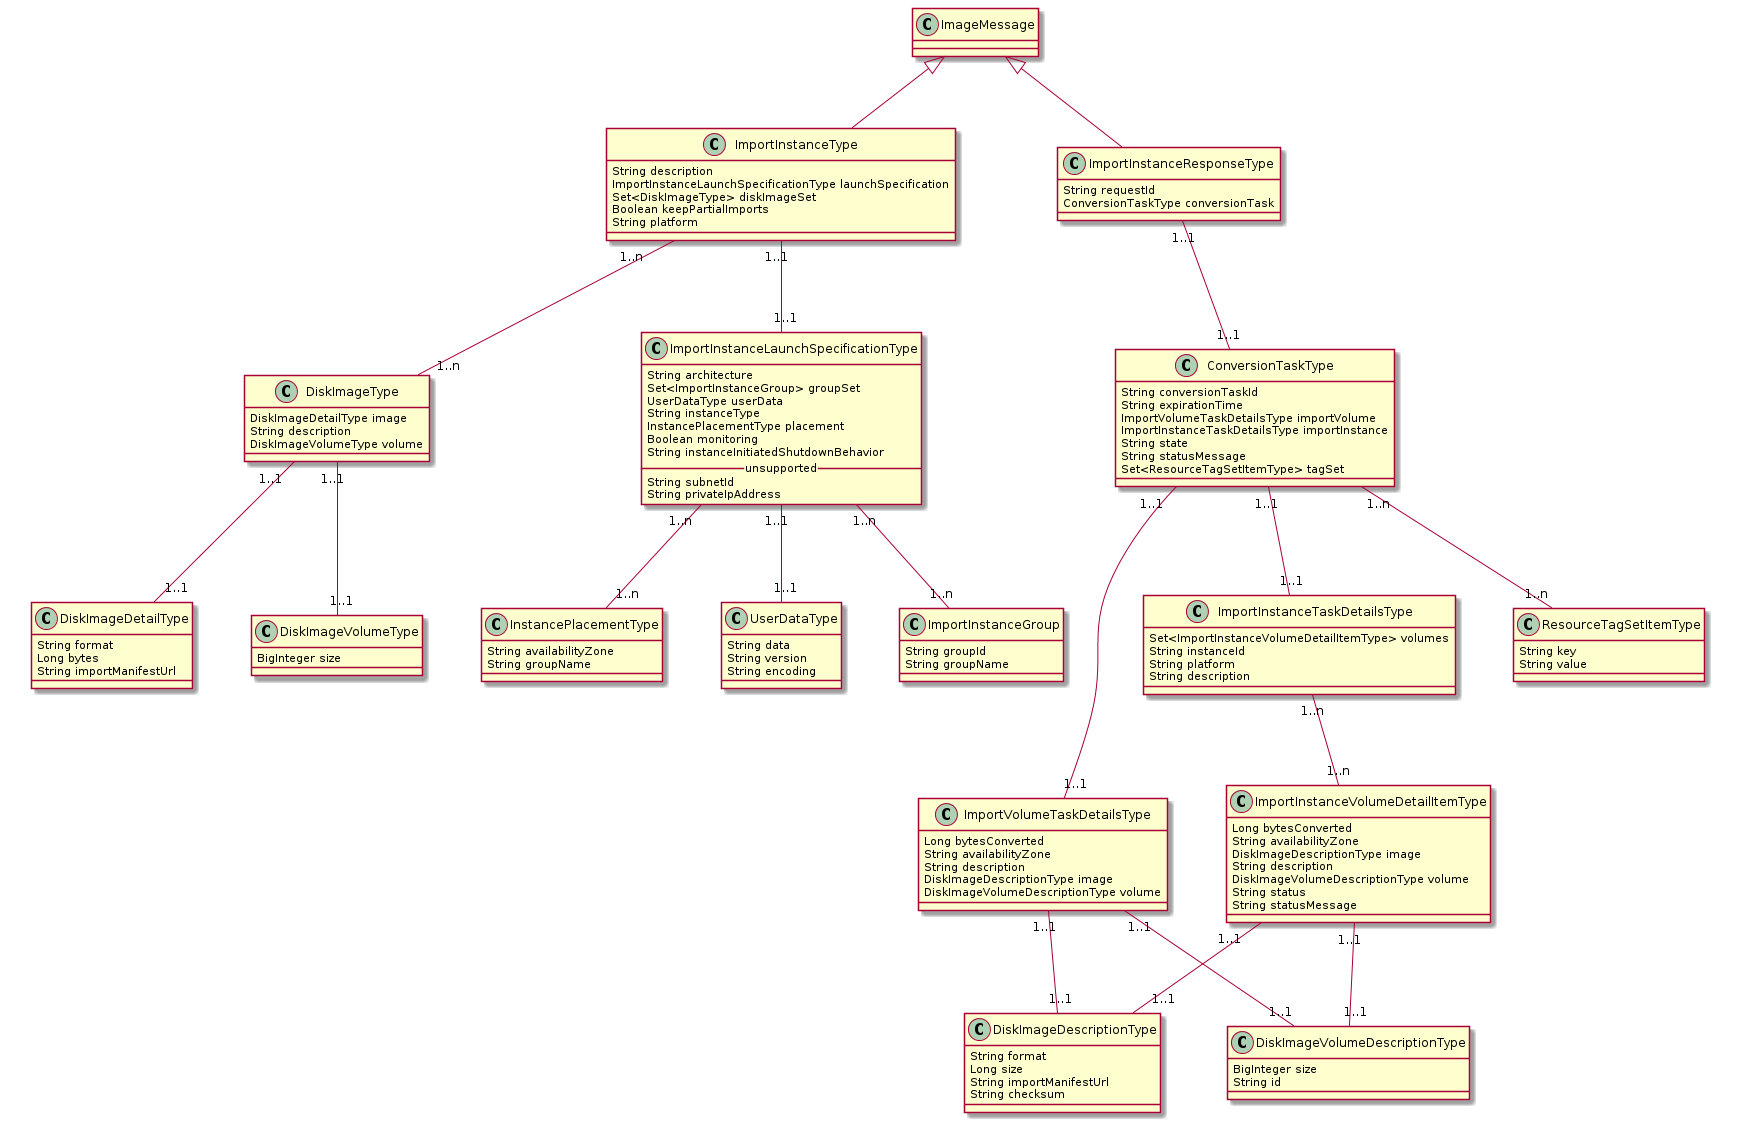 C ImageMessage
C ImportInstanceType
String description
ImportInstanceLaunchSpecificationType launchSpecification
Set<DiskImageType> diskImageSet
Boolean keepPartialImports
String platform
C ImportInstanceResponseType
String requestId
ConversionTaskType conversionTask
1..n
1..1
1..1
1..n
1..1
1..1
C DiskImageType
DiskImageDetailType image
String description
DiskImageVolumeType volume
C ImportInstanceLaunchSpecificationType
String architecture
Set<ImportInstanceGroup> groupSet
UserDataType userData
String instanceType
InstancePlacementType placement
Boolean monitoring
String instanceInitiatedShutdownBehavior
unsupported
String subnetId
String privateIpAddress
C ConversionTaskType
String conversionTaskId
String expirationTime
ImportVolumeTaskDetailsType importVolume
ImportInstanceTaskDetailsType importInstance
String state
String statusMessage
Set<ResourceTagSetItemType> tagSet
1..1
1..1
1..n
1..1
1..n
1..1
1..1
1..n
1..1
1..1
1..n
1..1
1..n
1..1
1..n
C DiskImageDetailType
String format
Long bytes
String importManifestUrl
C DiskImageVolumeType
BigInteger size
C InstancePlacementType
String availabilityZone
String groupName
C UserDataType
String data
String version
String encoding
C ImportInstanceGroup
String groupId
String groupName
C ImportInstanceTaskDetailsType
Set<ImportInstanceVolumeDetailItemType> volumes
String instanceId
String platform
String description
C ResourceTagSetItemType
String key
String value
1..n
1..1
1..n
C ImportVolumeTaskDetailsType
Long bytesConverted
String availabilityZone
String description
DiskImageDescriptionType image
DiskImageVolumeDescriptionType volume
C ImportInstanceVolumeDetailItemType
Long bytesConverted
String availabilityZone
DiskImageDescriptionType image
String description
DiskImageVolumeDescriptionType volume
String status
String statusMessage
1..1
1..1
1..1
1..1
1..1
1..1
1..1
1..1
C DiskImageDescriptionType
String format
Long size
String importManifestUrl
String checksum
C DiskImageVolumeDescriptionType
BigInteger size
String id